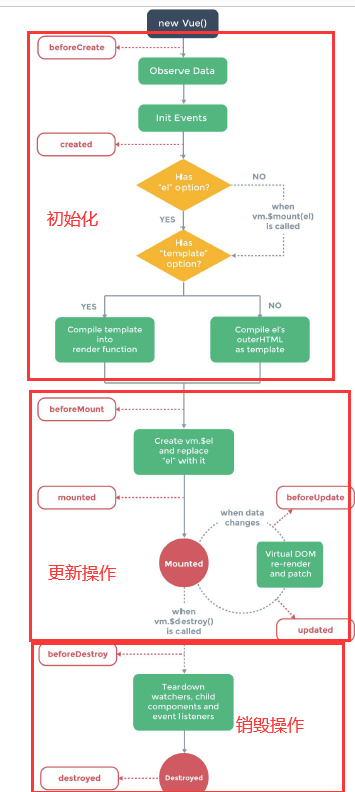 new Vue()
beforeCreate
Observe Data
Init Events
created
Has
"el" option?
NO
when
vm.$mount(el)
is called
初始化
YES
Has
"template"
option?
YES
NO
Compile template
into
render function
Compile el's
outerHTML
as template
beforeMount
Create vm.$el
and replace
"el" with it
mounted
when data
changes
beforeUpdate
Mounted
Virtual DOM
re-render
and patch
更新操作
when
vm.$destroy()
is called
updated
beforeDestroy
Teardown
watchers, child
components and
event listeners
销毁操作
destroyed
Destroyed